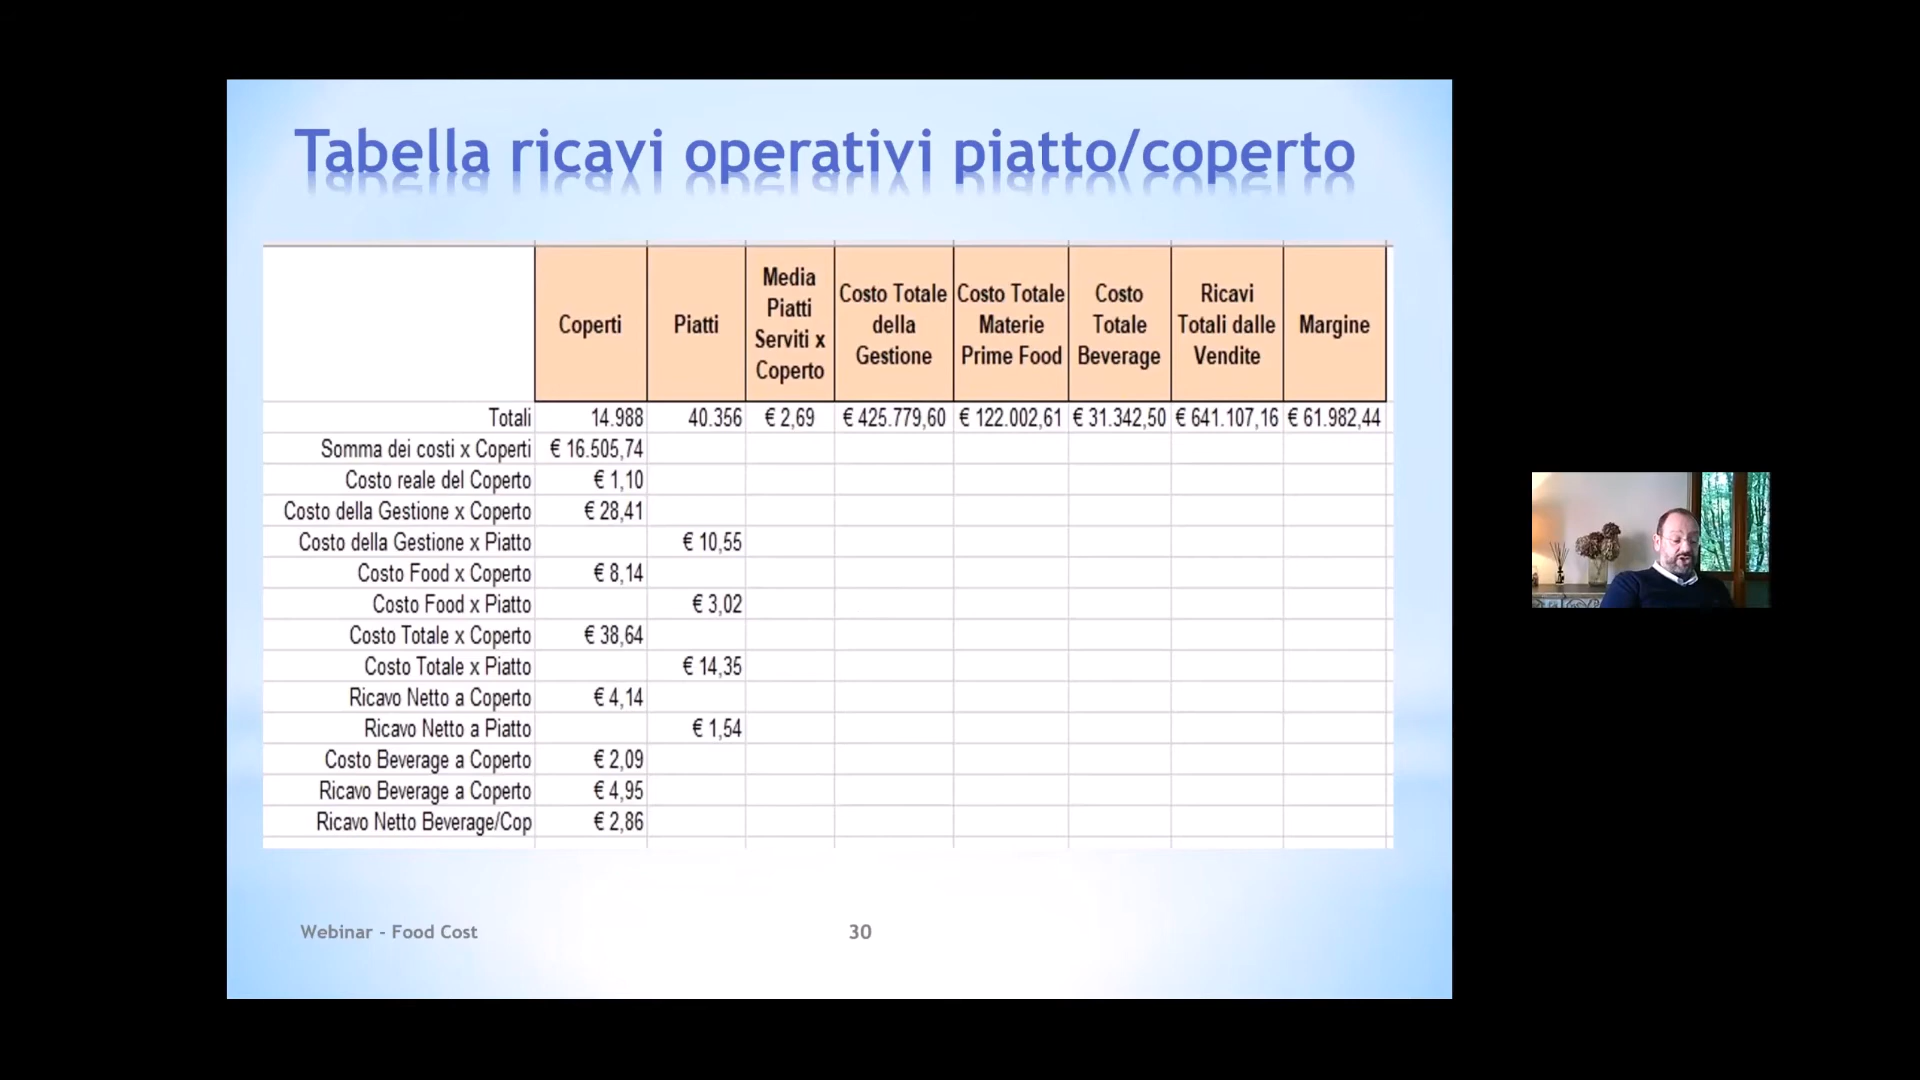 Tabella ricavi operativi piatto/coperto
Coperti
Piatti
Media
Piatti
Serviti x
Coperto
Costo Totale
della
Gestione
Costo Totale
Materie
Prime Food
Costo
Totale
Beverage
Ricavi
Totali dalle
Vendite
Margine
Totali 14.988 40.356 € 2,69 € 425.779,60 € 122.002,61 € 31.342,50 € 641.107,16 € 61.982,44
Somma dei costi x Coperti € 16.505,74
Costo reale del Coperto € 1,10
Costo della Gestione x Coperto € 28,41
Costo della Gestione x Piatto € 10,55
Costo Food x Coperto € 8,14
Costo Food x Piatto € 3,02
Costo Totale x Coperto € 38,64
Costo Totale x Piatto € 14,35
Ricavo Netto a Coperto € 4,14
Ricavo Netto a Piatto € 1,54
Costo Beverage a Coperto € 2,09
Ricavo Beverage a Coperto € 4,95
Ricavo Netto Beverage/Cop € 2,86
Webinar - Food Cost 30